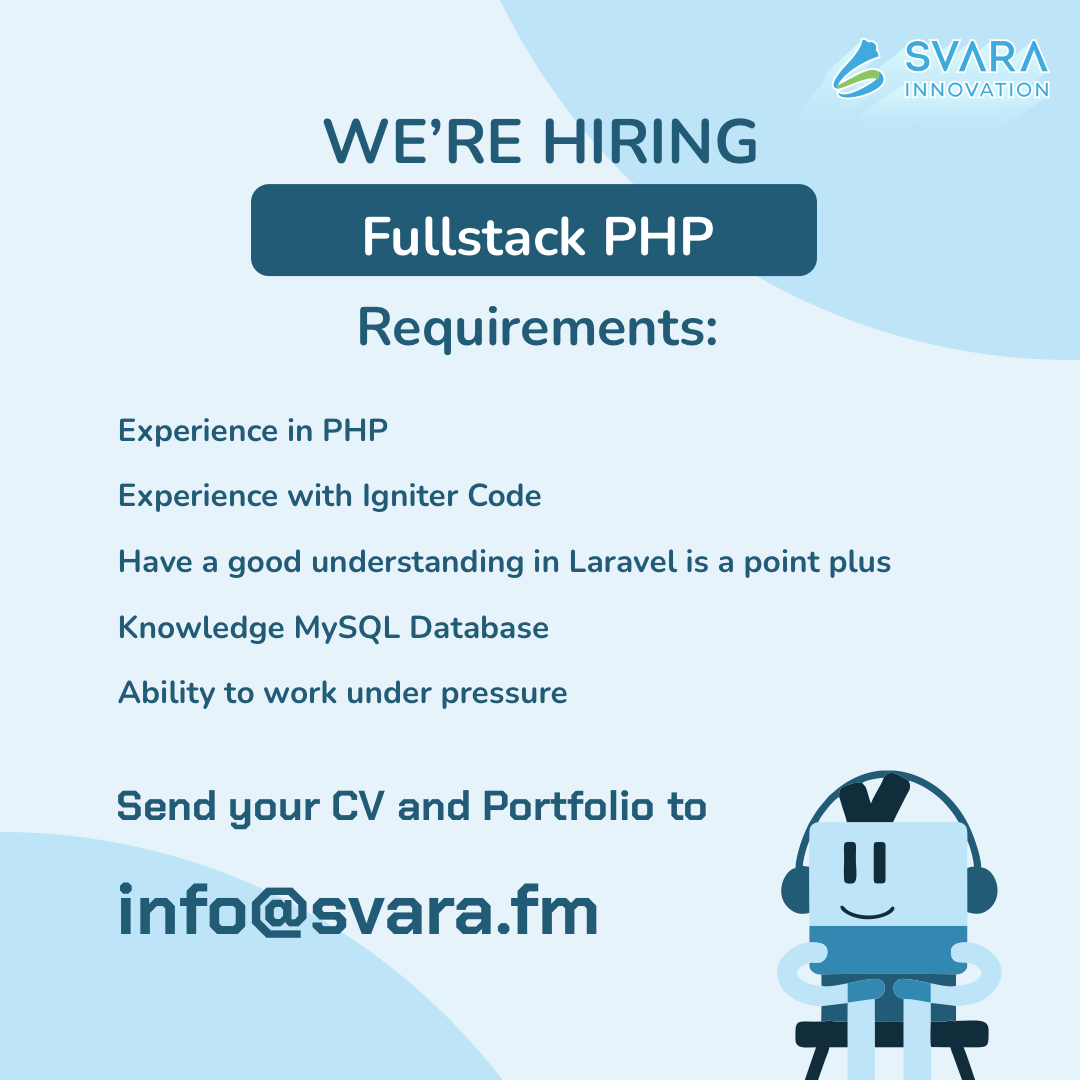 SVARA
INNOVATION
WE’RE HIRING
Fullstack PHP
Requirements:
Experience in PHP
Experience with Igniter Code
Have a good understanding in Laravel is a point plus
Knowledge MySQL Database
Ability to work under pressure
Send your CV and Portfolio to
info@svara.fm